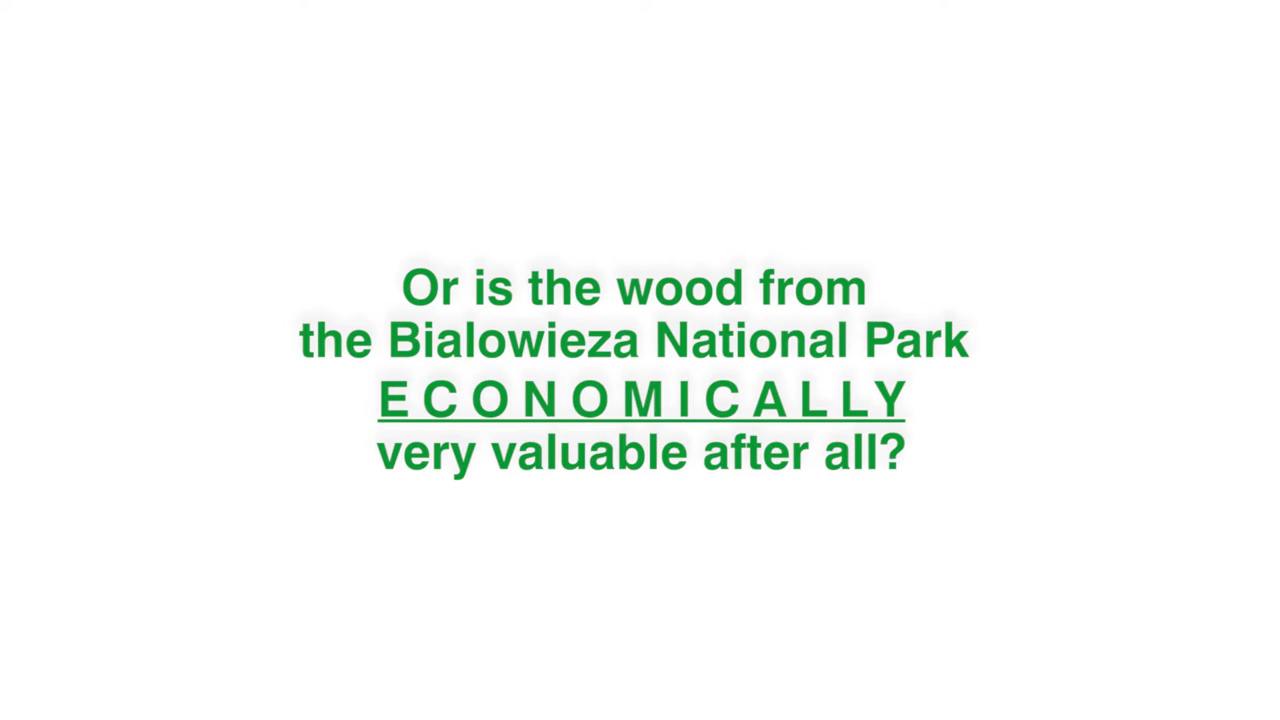 Or is the wood from
the Bialowieza National Park
E C O N O M I C A L L Y
very valuable after all?